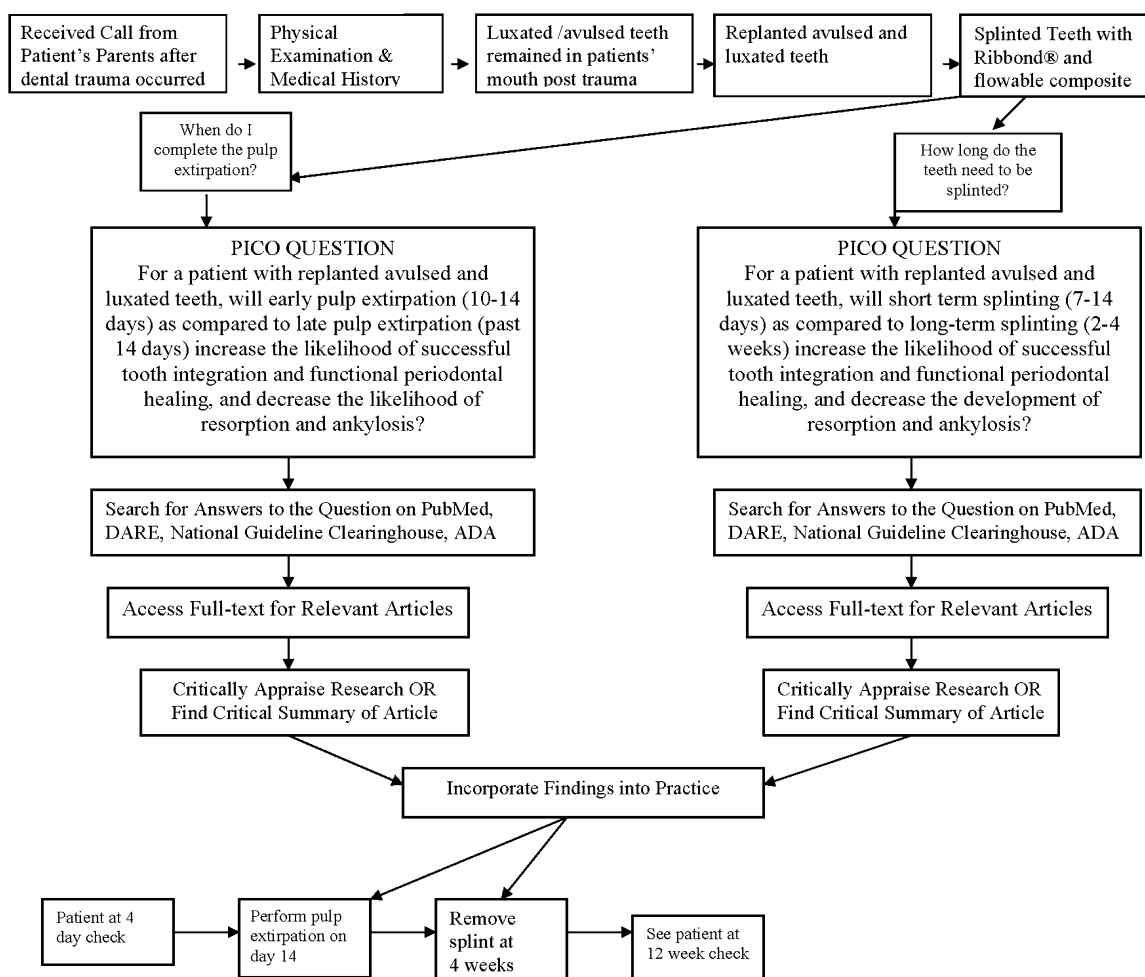 Received Call from
Patient's Parents after
dental trauma occurred
Physical
Examination &
Medical History
Luxated /avulsed teeth
remained in patients'
mouth post trauma
Replanted avulsed and
luxated teeth
Splinted Teeth with
Ribbond® and
flowable composite
When do I
complete the pulp
extirpation?
How long do the
teeth need to be
splinted?
PICO QUESTION
For a patient with replanted avulsed and
luxated teeth, will early pulp extirpation (10-14
days) as compared to late pulp extirpation (past
14 days) increase the likelihood of successful
tooth integration and functional periodontal
healing, and decrease the likelihood of
resorption and ankylosis?
PICO QUESTION
For a patient with replanted avulsed and
luxated teeth, will short term splinting (7-14
days) as compared to long-term splinting (2-4
weeks) increase the likelihood of successful
tooth integration and functional periodontal
healing, and decrease the development of
resorption and ankylosis?
Search for Answers to the Question on PubMed,
DARE, National Guideline Clearinghouse, ADA
Search for Answers to the Question on PubMed,
DARE, National Guideline Clearinghouse, ADA
Access Full-text for Relevant Articles
Access Full-text for Relevant Articles
Critically Appraise Research OR
Find Critical Summary of Article
Critically Appraise Research OR
Find Critical Summary of Article
Incorporate Findings into Practice
Patient at 4
day check
Perform pulp
extirpation on
day 14
Remove
splint at
4 weeks
See patient at
12 week check